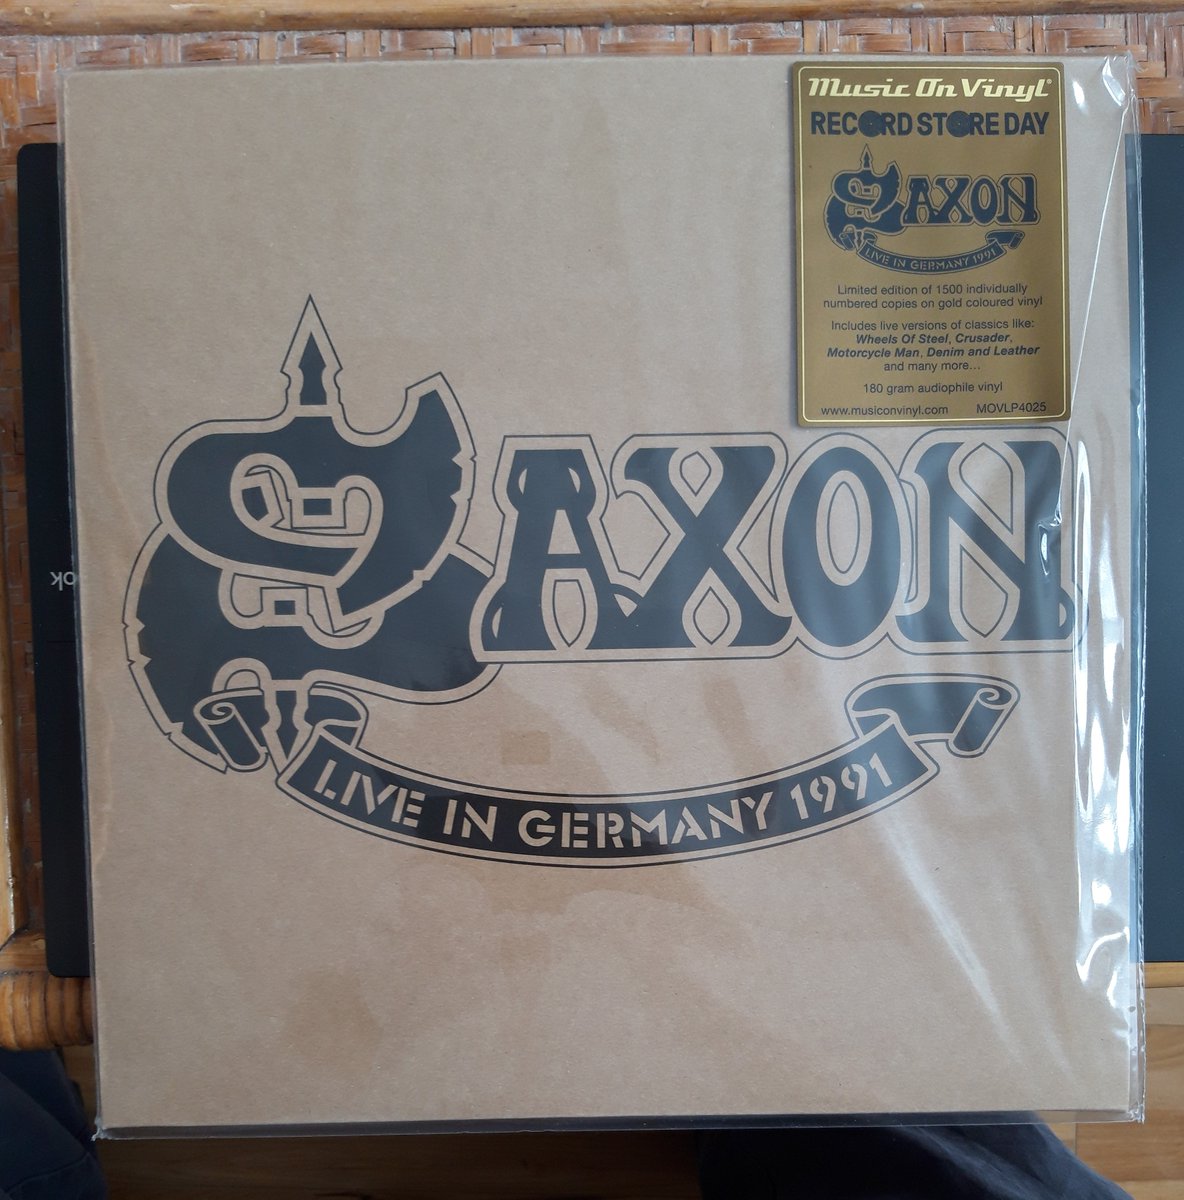 Music On Vinyl
RECORD STORE DAY
SAXON
LIVE IN GERMANY 1991
Limited edition of 1500 individually
numbered copies on gold coloured vinyl
Includes live versions of classics like:
Wheels Of Steel, Crusader,
Motorcycle Man, Denim and Leather
and many more...
180 gram audiophile vinyl
www.musiconvinyl.com MOVLP4025
SAXON
LIVE IN GERMANY 1991